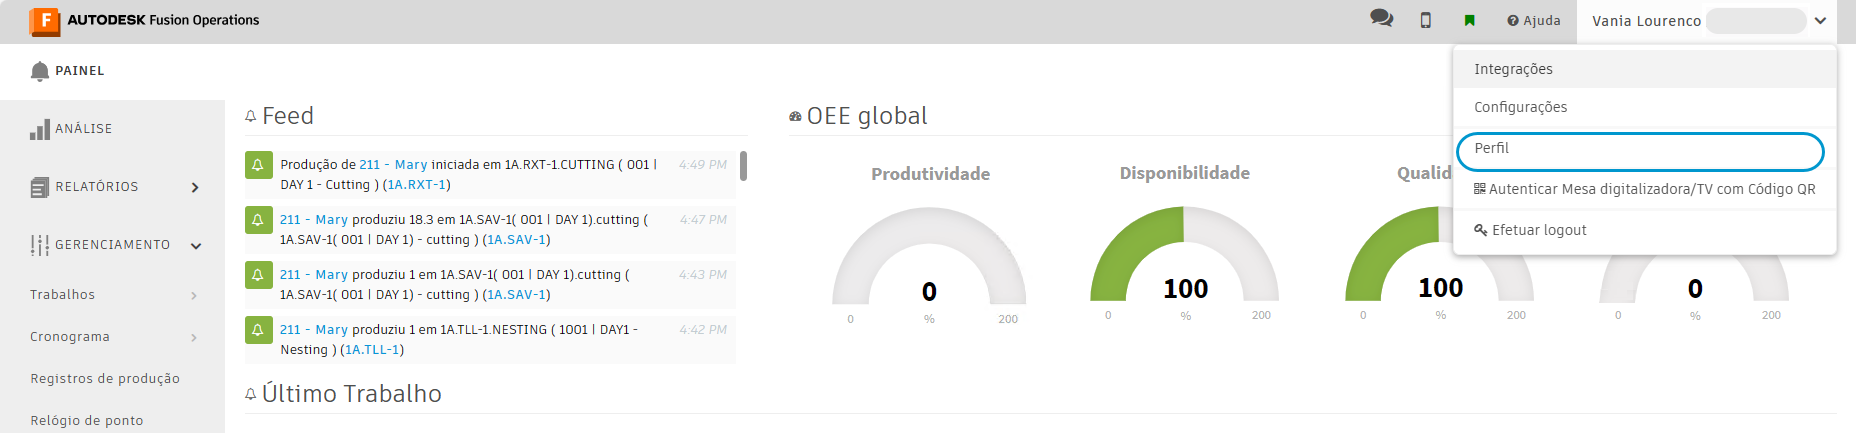 AUTODESK Fusion Operations
Ajuda
Vania Lourenco
PAINEL
ANÁLISE
RELATÓRIOS
GERENCIAMENTO
Trabalhos
Cronograma
Registros de produção
Relógio de ponto
Feed
Produção de 211 - Mary iniciada em 1A.RXT-1.CUTTING ( 001 |
DAY 1 - Cutting ) (1A.RXT-1)
4:49 PM
211 - Mary produziu 18.3 em 1A.SAV-1( 001 | DAY 1).cutting (
1A.SAV-1( 001 | DAY 1) - cutting ) (1A.SAV-1)
4:47 PM
211 - Mary produziu 1 em 1A.SAV-1( 001 | DAY 1).cutting (
1A.SAV-1( 001 | DAY 1) - cutting ) (1A.SAV-1)
4:43 PM
211 - Mary produziu 1 em 1A.TLL-1.NESTING ( 1001 | DAY1 -
Nesting ) (1A.TLL-1)
4:42 PM
Último Trabalho
OEE global
Produtividade
0
0 % 200
Disponibilidade
100
0 % 200
Qualid
100
0 % 200
0
0 % 200
Integrações
Configurações
Perfil
Autenticar Mesa digitalizadora/TV com Código QR
Efetuar logout